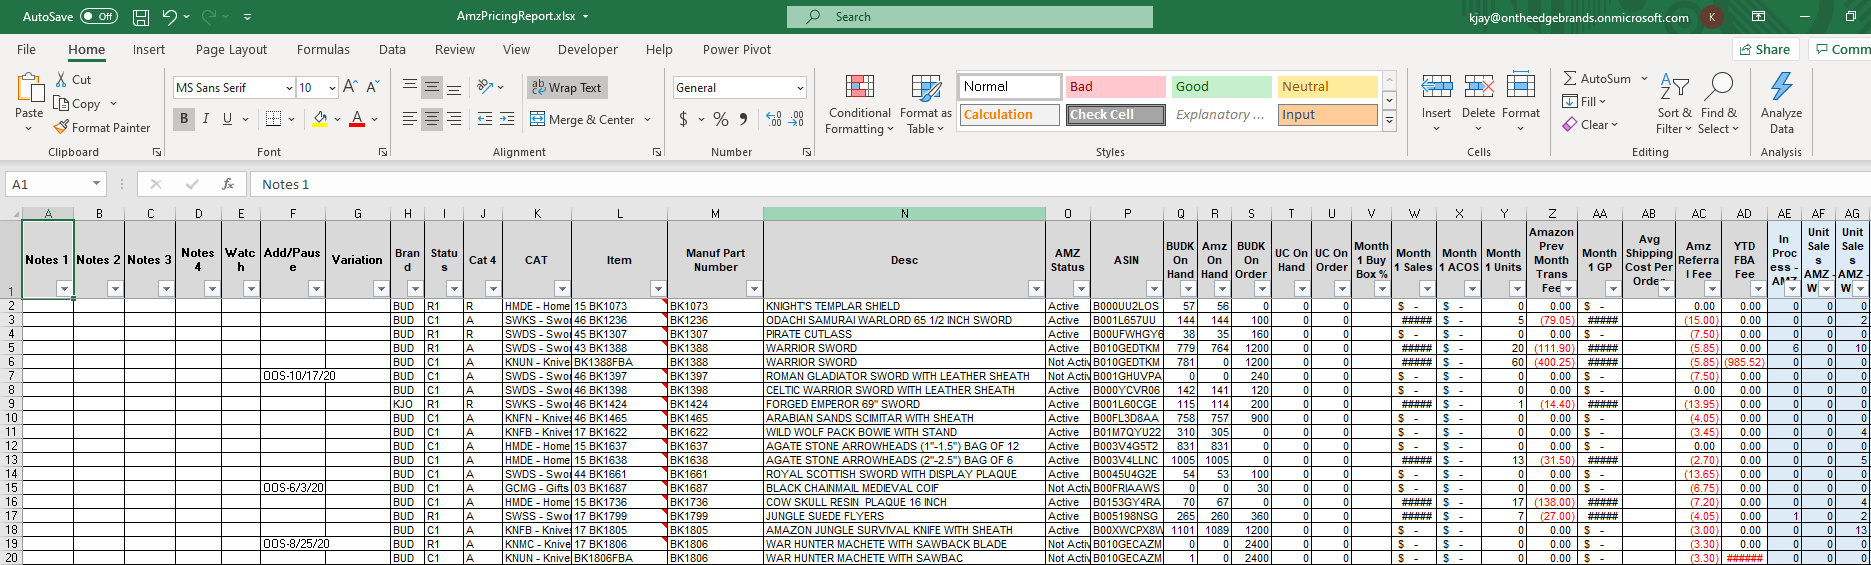 AutoSave Off AmzPricingReport.xlsx Search kjay@ontheedgebrands.onmicrosoft.com K
File Home Insert Page Layout Formulas Data Review View Developer Help Power Pivot Share Comm
Paste Cut Copy Format Painter Clipboard
MS Sans Serif 10 A A B I U A Font
ab Wrap Text Merge & Center Alignment
General $ % Number
Conditional Formatting Format as Table Normal Bad Good Neutral Calculation Check Cell Explanatory ... Input Styles
Insert Delete Format Cells
AutoSum Fill Clear Sort & Filter Find & Select Editing
Analyze Data Analysis
A1 fx Notes 1
A B C D E F G H I J K L M N O P Q R S T U V W X Y Z AA AB AC AD AE AF AG
1 Notes 1 Notes 2 Notes 3 Notes 4 Watch Add/Pause Variation Brand Status Cat 4 CAT Item Manuf Part Number Desc AMZ Status ASIN BUDK On Hand Amz On Hand BUDK On Order UC On Hand UC On Order Month 1 Buy Box % Month 1 Sales Month 1 ACOS Month 1 Units Amazon Prev Month Trans Fee Month 1 GP Avg Shipping Cost Per Order Amz Referral Fee YTD FBA Fee In Process - AMZ Unit Sales AMZ - W Unit Sales AMZ - W
2 BUD R1 R HMDE - Home 15 BK1073 BK1073 KNIGHT'S TEMPLAR SHIELD Active B000UU2LOS 57 56 0 0 0 $ - $ - 0 0.00 $ - 0.00 0.00 0 0 0
3 BUD C1 A SWKS - Swor 46 BK1236 BK1236 ODACHI SAMURAI WARLORD 65 1/2 INCH SWORD Active B001L657UU 144 144 100 0 0 ##### $ - 5 (79.05) ##### (15.00) 0.00 0 0 2
4 BUD R1 A SWDS - Swor 45 BK1307 BK1307 PIRATE CUTLASS Active B00UFWHGY6 38 35 160 0 0 $ - $ - 0 0.00 $ - (7.50) 0.00 0 0 0
5 BUD R1 A SWDS - Swor 43 BK1388 BK1388 WARRIOR SWORD Active B010GEDTKM 779 764 1200 0 0 ##### $ - 20 (111.90) ##### (5.85) 0.00 6 0 10
6 BUD C1 A KNUN - Knive BK1388FBA BK1388 WARRIOR SWORD Not Activ B010GEDTKM 781 0 1200 0 0 ##### $ - 60 (400.25) ##### (5.85) (985.52) 0 0 0
7 OOS-10/17/20 BUD C1 A SWDS - Swor 46 BK1397 BK1397 ROMAN GLADIATOR SWORD WITH LEATHER SHEATH Not Activ B001GHUVPA 0 0 240 0 0 $ - $ - 0 0.00 $ - (7.50) 0.00 0 0 0
8 BUD C1 A SWDS - Swor 46 BK1398 BK1398 CELTIC WARRIOR SWORD WITH LEATHER SHEATH Active B000YCVR06 142 141 120 0 0 $ - $ - 0 0.00 $ - (7.50) 0.00 0 0 0
9 KJO R1 R SWKS - Swor 46 BK1424 BK1424 FORGED EMPEROR 69" SWORD Active B001L60CGE 115 114 200 0 0 ##### $ - 1 (14.40) ##### (13.95) 0.00 0 0 0
10 BUD C1 A KNFN - Knive 46 BK1465 BK1465 ARABIAN SANDS SCIMITAR WITH SHEATH Active B00FL3D8AA 758 757 900 0 0 $ - $ - 0 0.00 $ - (4.05) 0.00 0 0 0
11 BUD C1 A KNFB - Knive 17 BK1622 BK1622 WILD WOLF PACK BOWIE WITH STAND Active B01M7QYU22 310 305 0 0 0 $ - $ - 0 0.00 $ - (3.45) 0.00 0 0 4
12 BUD C1 A HMDE - Home 15 BK1637 BK1637 AGATE STONE ARROWHEADS (1"-1.5") BAG OF 12 Active B003V4G5T2 831 831 0 0 0 $ - $ - 0 0.00 $ - 0.00 0.00 0 0 0
13 BUD C1 A HMDE - Home 15 BK1638 BK1638 AGATE STONE ARROWHEADS (2"-2.5") BAG OF 6 Active B003V4LLNC 1005 1005 0 0 0 ##### $ - 13 (31.50) ##### (2.70) 0.00 0 0 5
14 BUD C1 A SWDS - Swor 44 BK1661 BK1661 ROYAL SCOTTISH SWORD WITH DISPLAY PLAQUE Active B0045U4G2E 54 53 100 0 0 $ - $ - 0 0.00 $ - (13.65) 0.00 0 0 0
15 OOS-6/3/20 BUD C1 A GCMG - Gifts 03 BK1687 BK1687 BLACK CHAINMAIL MEDIEVAL COIF Not Activ B00FRIAAWS 0 0 30 0 0 $ - $ - 0 0.00 $ - (6.75) 0.00 0 0 0
16 BUD C1 A HMDE - Home 15 BK1736 BK1736 COW SKULL RESIN PLAQUE 16 INCH Active B0153GY4RA 70 67 0 0 0 ##### $ - 17 (138.00) ##### (7.20) 0.00 0 0 4
17 BUD R1 A SWSS - Swor 17 BK1799 BK1799 JUNGLE SUEDE FLYERS Active B005198NSG 265 260 360 0 0 ##### $ - 7 (27.00) ##### (4.05) 0.00 1 0 2
18 BUD C1 A KNFB - Knive 17 BK1805 BK1805 AMAZON JUNGLE SURVIVAL KNIFE WITH SHEATH Active B00XWCPX8W 1101 1089 1200 0 0 $ - $ - 0 0.00 $ - (3.00) 0.00 0 0 13
19 OOS-8/25/20 BUD R1 A KNMC - Knive 17 BK1806 BK1806 WAR HUNTER MACHETE WITH SAWBACK BLADE Not Activ B010GECAZM 0 0 2400 0 0 $ - $ - 0 0.00 $ - (3.30) 0.00 0 0 0
20 BUD C1 A KNUN - Knive BK1806FBA BK1806 WAR HUNTER MACHETE WITH SAWBAC Not Activ B010GECAZM 1 0 2400 0 0 $ - $ - 0 0.00 $ - (3.30) ###### 0 0 0